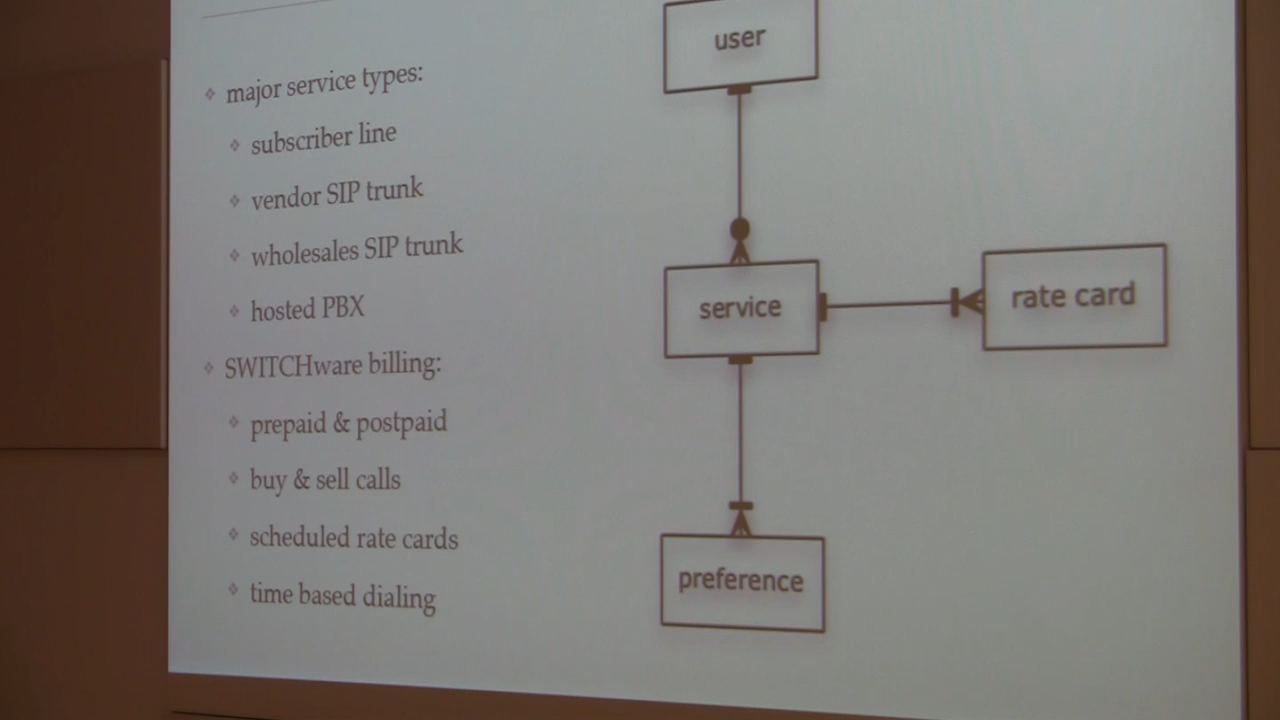 major service types:
subscriber line
vendor SIP trunk
wholesales SIP trunk
hosted PBX
SWITCHware billing:
prepaid & postpaid
buy & sell calls
scheduled rate cards
time based dialing
user
service
rate card
preference